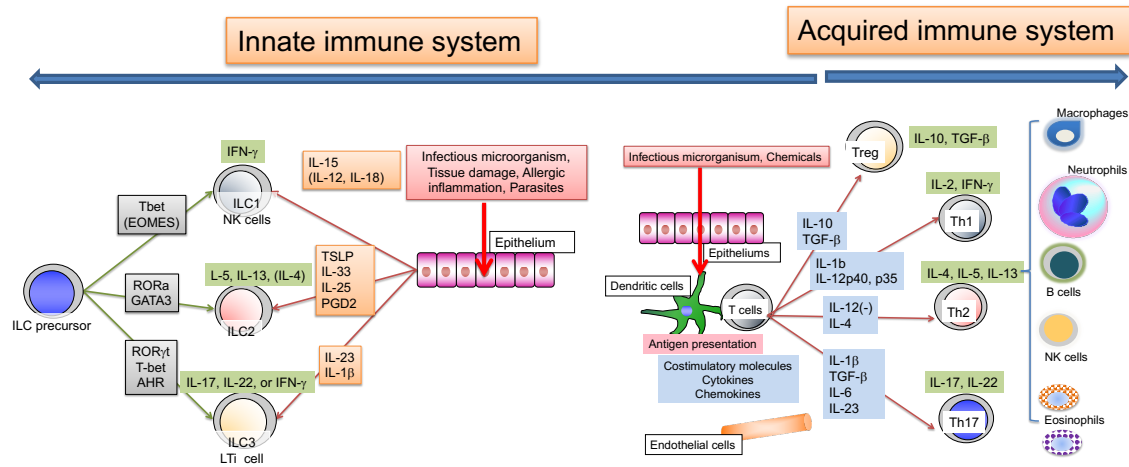 Innate immune system
Acquired immune system
IFN-γ
ILC1
NK cells
IL-15
(IL-12, IL-18)
Infectious microorganism,
Tissue damage, Allergic
inflammation, Parasites
Tbet
(EOMES)
Epithelium
ILC precursor
RORa
GATA3
L-5, IL-13, (IL-4)
ILC2
TSLP
IL-33
IL-25
PGD2
RORγt
T-bet
AHR
IL-17, IL-22, or IFN-γ
IL-23
IL-1β
ILC3
LTi cell
Infectious microrganisum, Chemicals
Epitheliums
Dendritic cells
T cells
Antigen presentation
Costimulatory molecules
Cytokines
Chemokines
Endothelial cells
IL-10
TGF-β
IL-1b
IL-12p40, p35
IL-12(-)
IL-4
IL-1β
TGF-β
IL-6
IL-23
Treg
IL-10, TGF-β
IL-2, IFN-γ
Th1
IL-4, IL-5, IL-13
Th2
IL-17, IL-22
Th17
Macrophages
Neutrophils
B cells
NK cells
Eosinophils